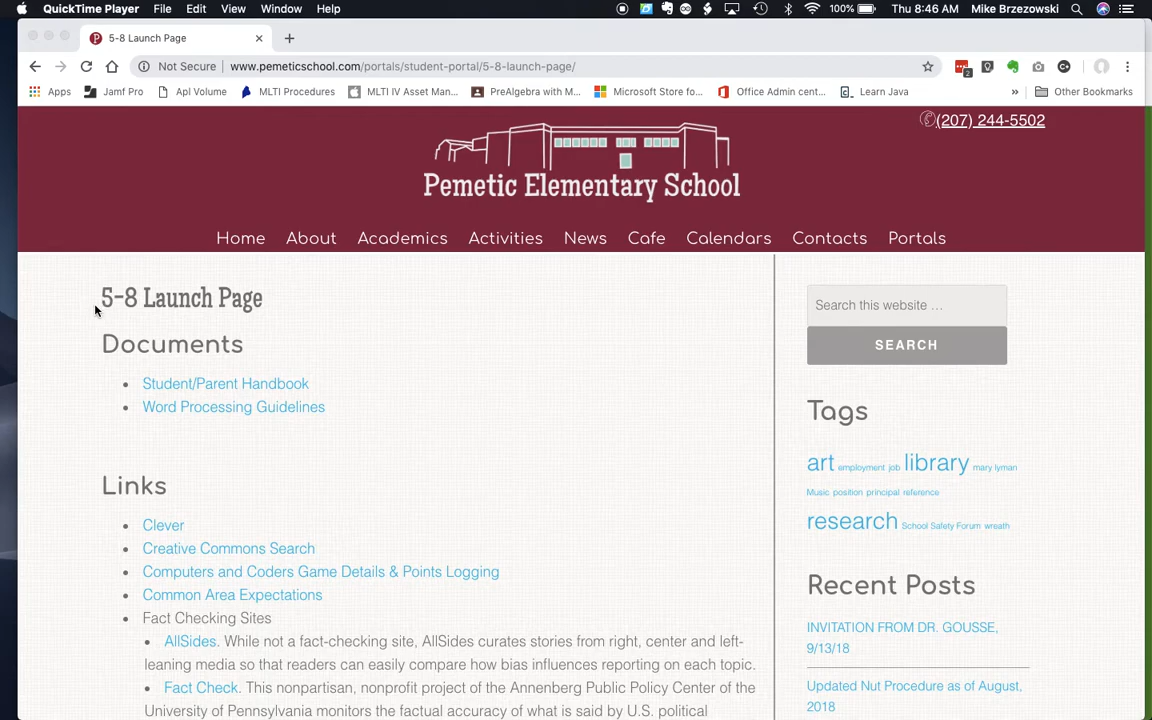 QuickTime Player File Edit View Window Help 100% Thu 8:46 AM Mike Brzezowski
5-8 Launch Page
Not Secure www.pemeticschool.com/portals/student-portal/5-8-launch-page/
2
Apps Jamf Pro Apl Volume MLTI Procedures MLTI IV Asset Man... PreAlgebra with M... Microsoft Store fo... Office Admin cent... Learn Java » Other Bookmarks
(207) 244-5502
Pemetic Elementary School
Home About Academics Activities News Cafe Calendars Contacts Portals
5-8 Launch Page
Documents
Student/Parent Handbook
Word Processing Guidelines
Links
Clever
Creative Commons Search
Computers and Coders Game Details & Points Logging
Common Area Expectations
Fact Checking Sites
AllSides. While not a fact-checking site, AllSides curates stories from right, center and left-
leaning media so that readers can easily compare how bias influences reporting on each topic.
Fact Check. This nonpartisan, nonprofit project of the Annenberg Public Policy Center of the
University of Pennsylvania monitors the factual accuracy of what is said by U.S. political
Search this website …
SEARCH
Tags
art employment job library mary lyman
Music position principal reference
research School Safety Forum wreath
Recent Posts
INVITATION FROM DR. GOUSSE,
9/13/18
Updated Nut Procedure as of August,
2018